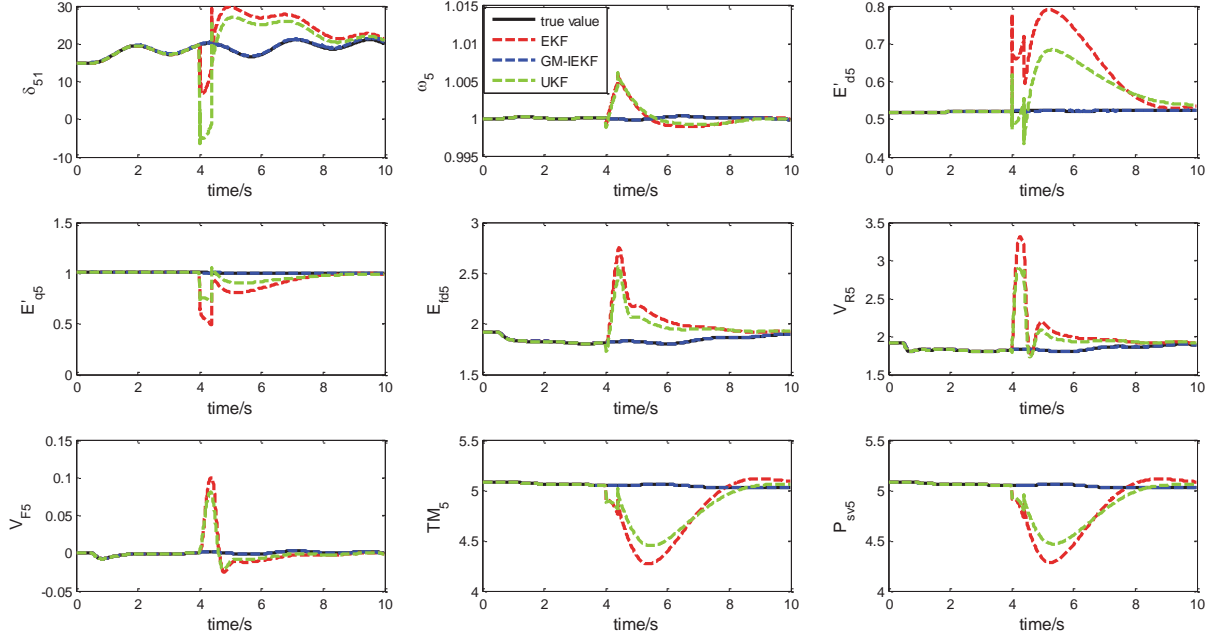 30
20
10
0
-10
δ51
0 2 4 6 8 10
time/s
1.015
1.01
1.005
1
0.995
ω5
0 2 4 6 8 10
time/s
true value
EKF
GM-IEKF
UKF
0.8
0.7
0.6
0.5
0.4
E'd5
0 2 4 6 8 10
time/s
1.5
1
0.5
0
E'q5
0 2 4 6 8 10
time/s
3
2.5
2
1.5
Efd5
0 2 4 6 8 10
time/s
3.5
3
2.5
2
1.5
VR5
0 2 4 6 8 10
time/s
0.15
0.1
0.05
0
-0.05
VF5
0 2 4 6 8 10
time/s
5.5
5
4.5
4
TM5
0 2 4 6 8 10
time/s
5.5
5
4.5
4
Psv5
0 2 4 6 8 10
time/s